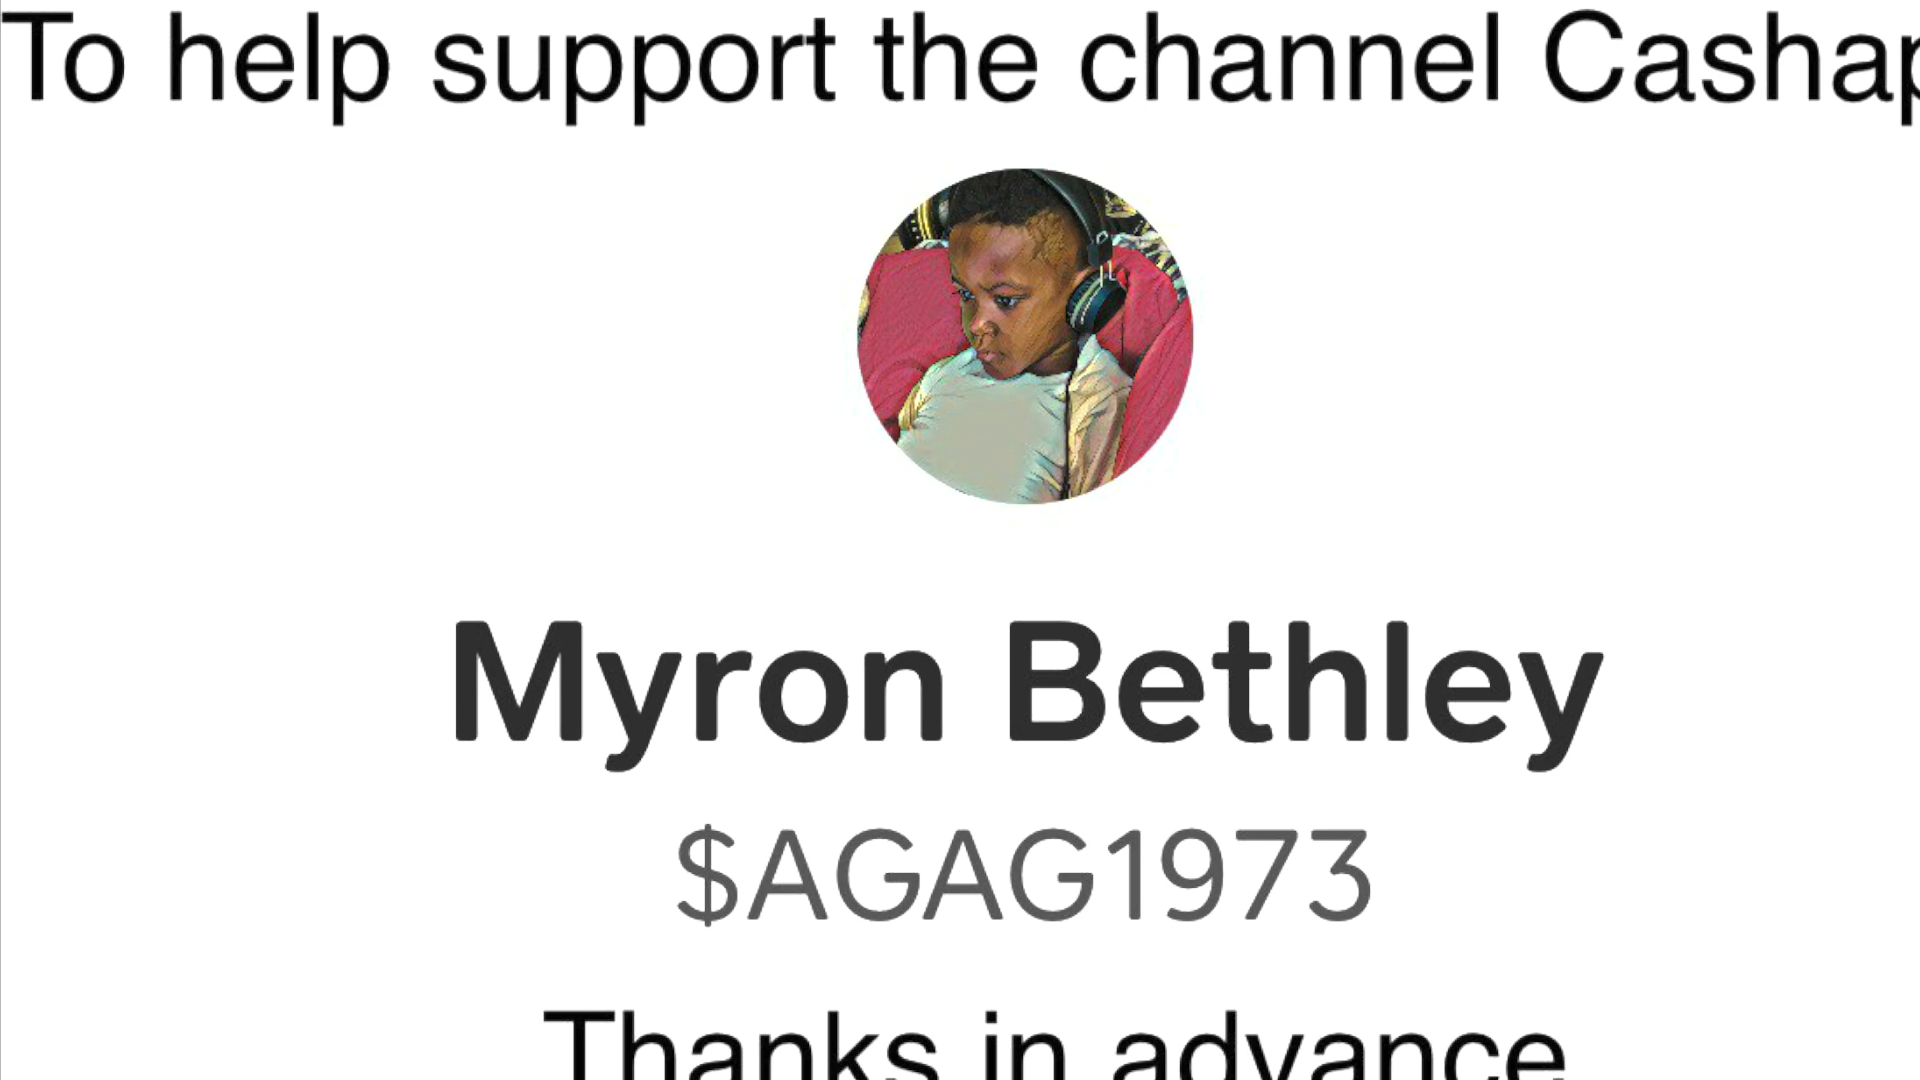 To help support the channel Cashap
Myron Bethley
$AGAG1973
Thanks in advance